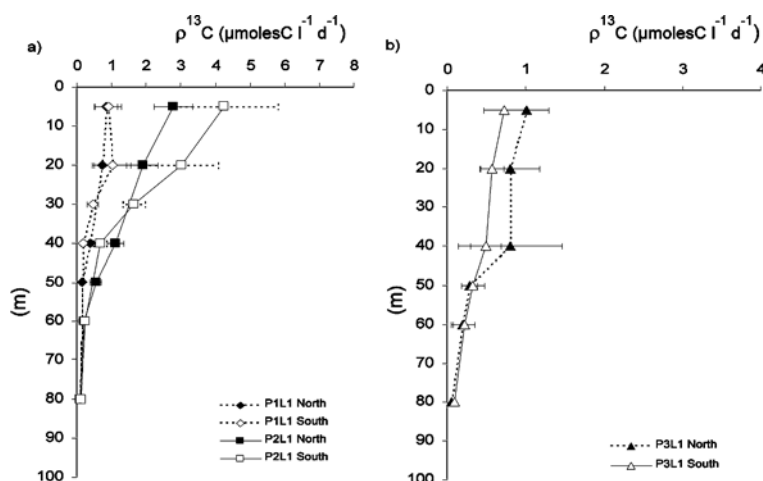 ρ ¹³C (µmolesC l⁻¹ d⁻¹)
a)
0 1 2 3 4 5 6 7 8
0
10
20
30
40
50
60
70
80
90
100
(m)
P1L1 North
P1L1 South
P2L1 North
P2L1 South
ρ ¹³C (µmolesC l⁻¹ d⁻¹)
b)
0 1 2 3 4
0
10
20
30
40
50
60
70
80
90
100
(m)
P3L1 North
P3L1 South